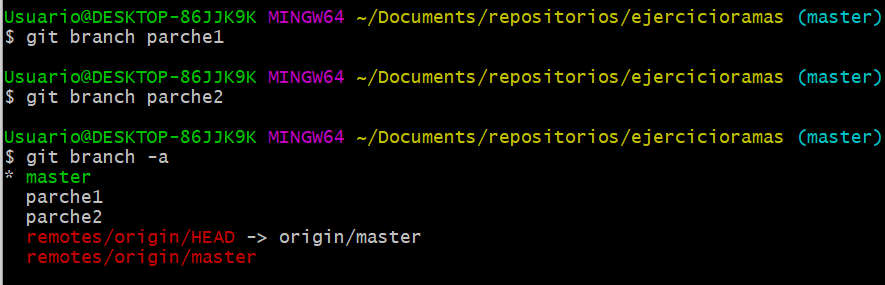 Usuario@DESKTOP-86JJK9K MINGW64 ~/Documents/repositorios/ejercicioramas (master)
$ git branch parche1
Usuario@DESKTOP-86JJK9K MINGW64 ~/Documents/repositorios/ejercicioramas (master)
$ git branch parche2
Usuario@DESKTOP-86JJK9K MINGW64 ~/Documents/repositorios/ejercicioramas (master)
$ git branch -a
* master
  parche1
  parche2
  remotes/origin/HEAD -> origin/master
  remotes/origin/master